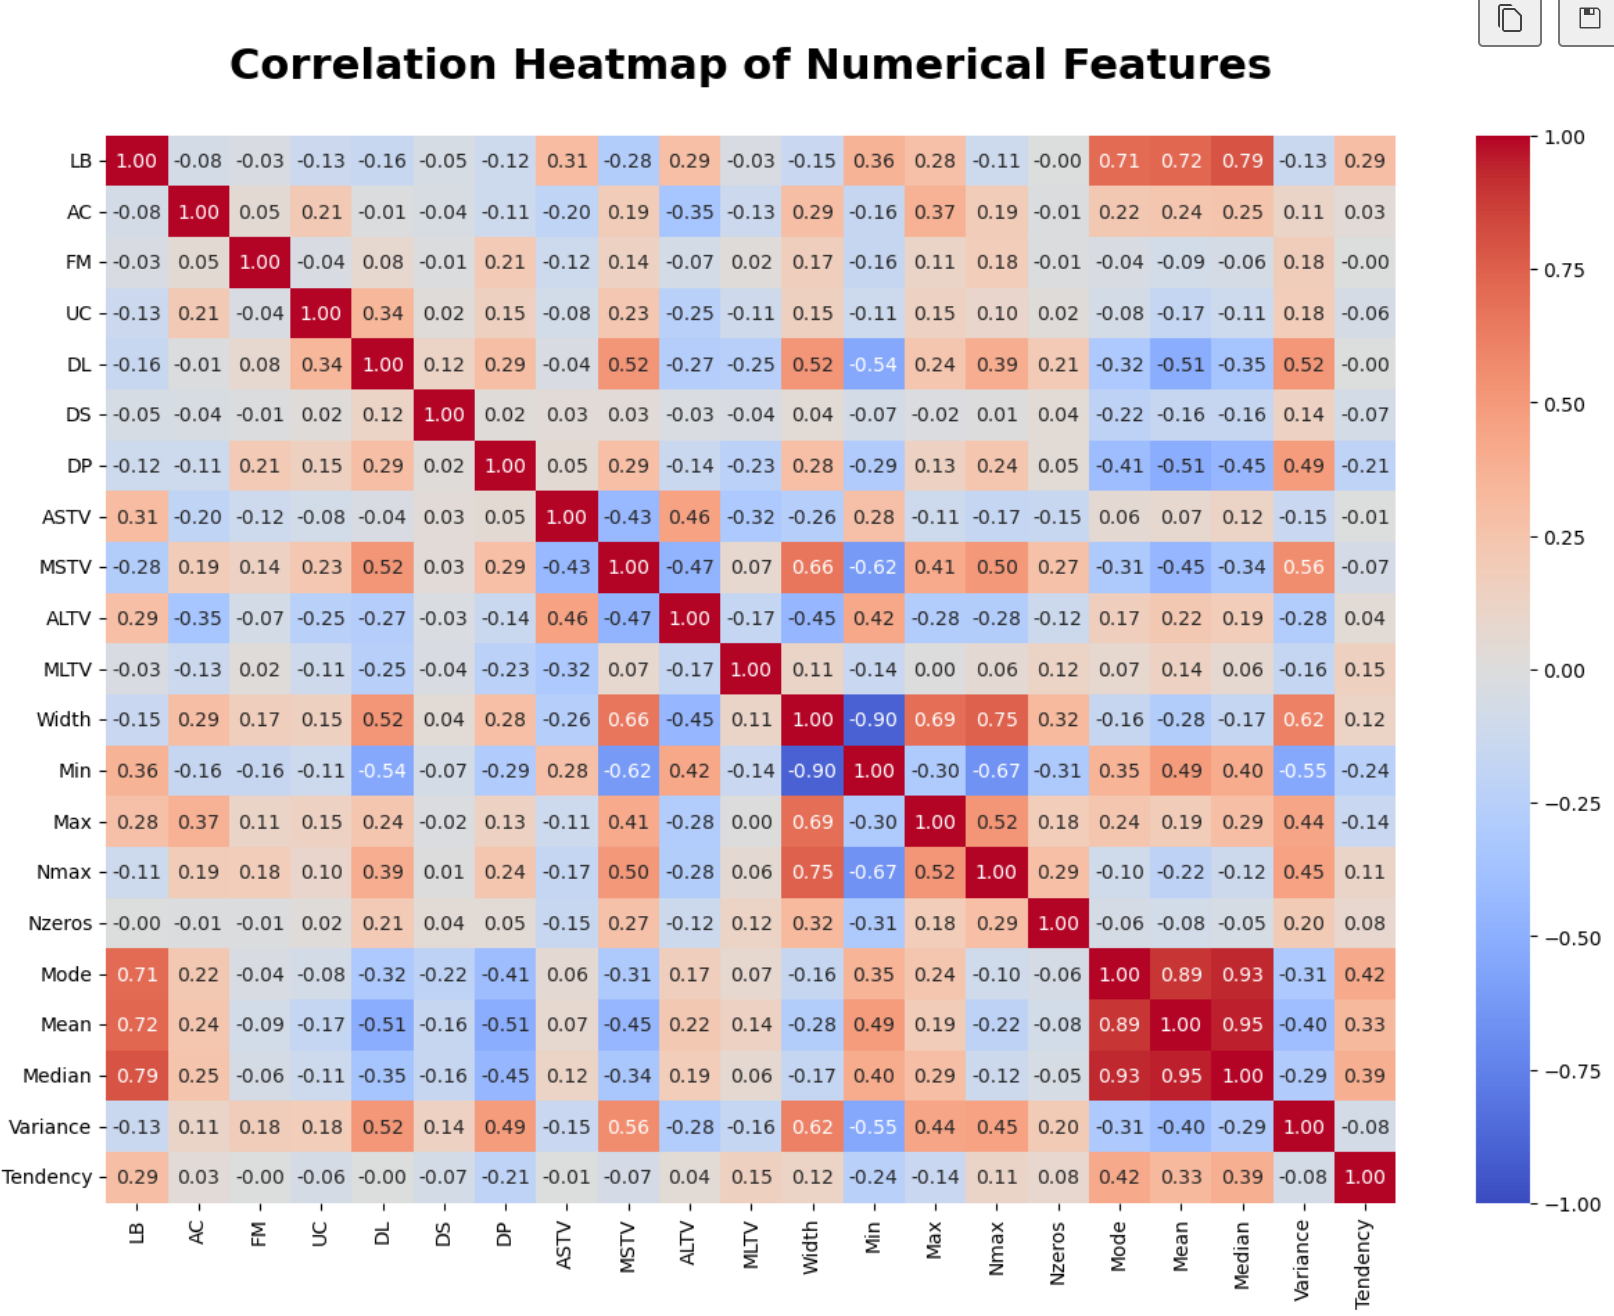 Correlation Heatmap of Numerical Features
LB 1.00 -0.08 -0.03 -0.13 -0.16 -0.05 -0.12 0.31 -0.28 0.29 -0.03 -0.15 0.36 0.28 -0.11 -0.00 0.71 0.72 0.79 -0.13 0.29
AC -0.08 1.00 0.05 0.21 -0.01 -0.04 -0.11 -0.20 0.19 -0.35 -0.13 0.29 -0.16 0.37 0.19 -0.01 0.22 0.24 0.25 0.11 0.03
FM -0.03 0.05 1.00 -0.04 0.08 -0.01 0.21 -0.12 0.14 -0.07 0.02 0.17 -0.16 0.11 0.18 -0.01 -0.04 -0.09 -0.06 0.18 -0.00
UC -0.13 0.21 -0.04 1.00 0.34 0.02 0.15 -0.08 0.23 -0.25 -0.11 0.15 -0.11 0.15 0.10 0.02 -0.08 -0.17 -0.11 0.18 -0.06
DL -0.16 -0.01 0.08 0.34 1.00 0.12 0.29 -0.04 0.52 -0.27 -0.25 0.52 -0.54 0.24 0.39 0.21 -0.32 -0.51 -0.35 0.52 -0.00
DS -0.05 -0.04 -0.01 0.02 0.12 1.00 0.02 0.03 0.03 -0.03 -0.04 0.04 -0.07 -0.02 0.01 0.04 -0.22 -0.16 -0.16 0.14 -0.07
DP -0.12 -0.11 0.21 0.15 0.29 0.02 1.00 0.05 0.29 -0.14 -0.23 0.28 -0.29 0.13 0.24 0.05 -0.41 -0.51 -0.45 0.49 -0.21
ASTV 0.31 -0.20 -0.12 -0.08 -0.04 0.03 0.05 1.00 -0.43 0.46 -0.32 -0.26 0.28 -0.11 -0.17 -0.15 0.06 0.07 0.12 -0.15 -0.01
MSTV -0.28 0.19 0.14 0.23 0.52 0.03 0.29 -0.43 1.00 -0.47 0.07 0.66 -0.62 0.41 0.50 0.27 -0.31 -0.45 -0.34 0.56 -0.07
ALTV 0.29 -0.35 -0.07 -0.25 -0.27 -0.03 -0.14 0.46 -0.47 1.00 -0.17 -0.45 0.42 -0.28 -0.28 -0.12 0.17 0.22 0.19 -0.28 0.04
MLTV -0.03 -0.13 0.02 -0.11 -0.25 -0.04 -0.23 -0.32 0.07 -0.17 1.00 0.11 -0.14 0.00 0.06 0.12 0.07 0.14 0.06 -0.16 0.15
Width -0.15 0.29 0.17 0.15 0.52 0.04 0.28 -0.26 0.66 -0.45 0.11 1.00 -0.90 0.69 0.75 0.32 -0.16 -0.28 -0.17 0.62 0.12
Min 0.36 -0.16 -0.16 -0.11 -0.54 -0.07 -0.29 0.28 -0.62 0.42 -0.14 -0.90 1.00 -0.30 -0.67 -0.31 0.35 0.49 0.40 -0.55 -0.24
Max 0.28 0.37 0.11 0.15 0.24 -0.02 0.13 -0.11 0.41 -0.28 0.00 0.69 -0.30 1.00 0.52 0.18 0.24 0.19 0.29 0.44 -0.14
Nmax -0.11 0.19 0.18 0.10 0.39 0.01 0.24 -0.17 0.50 -0.28 0.06 0.75 -0.67 0.52 1.00 0.29 -0.10 -0.22 -0.12 0.45 0.11
Nzeros -0.00 -0.01 -0.01 0.02 0.21 0.04 0.05 -0.15 0.27 -0.12 0.12 0.32 -0.31 0.18 0.29 1.00 -0.06 -0.08 -0.05 0.20 0.08
Mode 0.71 0.22 -0.04 -0.08 -0.32 -0.22 -0.41 0.06 -0.31 0.17 0.07 -0.16 0.35 0.24 -0.10 -0.06 1.00 0.89 0.93 -0.31 0.42
Mean 0.72 0.24 -0.09 -0.17 -0.51 -0.16 -0.51 0.07 -0.45 0.22 0.14 -0.28 0.49 0.19 -0.22 -0.08 0.89 1.00 0.95 -0.40 0.33
Median 0.79 0.25 -0.06 -0.11 -0.35 -0.16 -0.45 0.12 -0.34 0.19 0.06 -0.17 0.40 0.29 -0.12 -0.05 0.93 0.95 1.00 -0.29 0.39
Variance -0.13 0.11 0.18 0.18 0.52 0.14 0.49 -0.15 0.56 -0.28 -0.16 0.62 -0.55 0.44 0.45 0.20 -0.31 -0.40 -0.29 1.00 -0.08
Tendency 0.29 0.03 -0.00 -0.06 -0.00 -0.07 -0.21 -0.01 -0.07 0.04 0.15 0.12 -0.24 -0.14 0.11 0.08 0.42 0.33 0.39 -0.08 1.00
LB AC FM UC DL DS DP ASTV MSTV ALTV MLTV Width Min Max Nmax Nzeros Mode Mean Median Variance Tendency
1.00
0.75
0.50
0.25
0.00
−0.25
−0.50
−0.75
−1.00